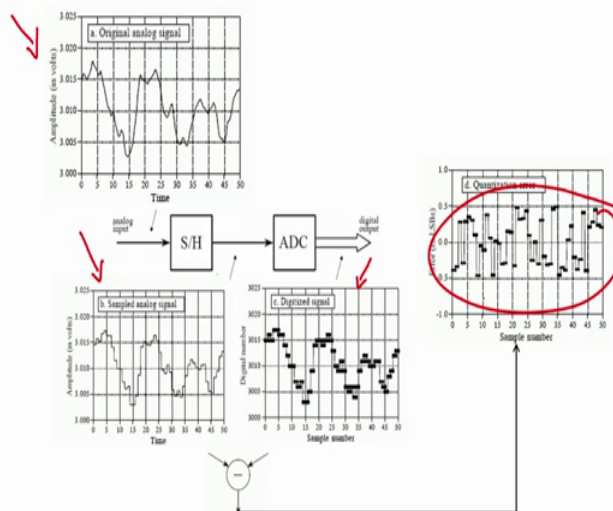 a. Original analog signal
Amplitude (in volts)
3.025
3.020
3.015
3.010
3.005
3.000
0 5 10 15 20 25 30 35 40 45 50
Time
analog
input
S/H
ADC
digital
output
d. Quantization error
Error (in LSBs)
1.0
0.5
0.0
-0.5
-1.0
0 5 10 15 20 25 30 35 40 45 50
Sample number
b. Sampled analog signal
Amplitude (in volts)
3.025
3.020
3.015
3.010
3.005
3.000
0 5 10 15 20 25 30 35 40 45 50
Time
c. Digitized signal
Digital number
3025
3020
3015
3010
3005
3000
0 5 10 15 20 25 30 35 40 45 50
Sample number
−